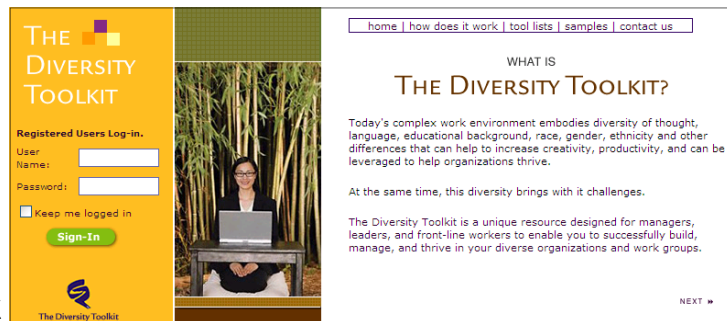 THE
DIVERSITY
TOOLKIT
Registered Users Log-in.
User
Name:
Password:
Keep me logged in
Sign-In
The Diversity Toolkit
home | how does it work | tool lists | samples | contact us
WHAT IS
THE DIVERSITY TOOLKIT?
Today's complex work environment embodies diversity of thought,
language, educational background, race, gender, ethnicity and other
differences that can help to increase creativity, productivity, and can be
leveraged to help organizations thrive.
At the same time, this diversity brings with it challenges.
The Diversity Toolkit is a unique resource designed for managers,
leaders, and front-line workers to enable you to successfully build,
manage, and thrive in your diverse organizations and work groups.
NEXT »